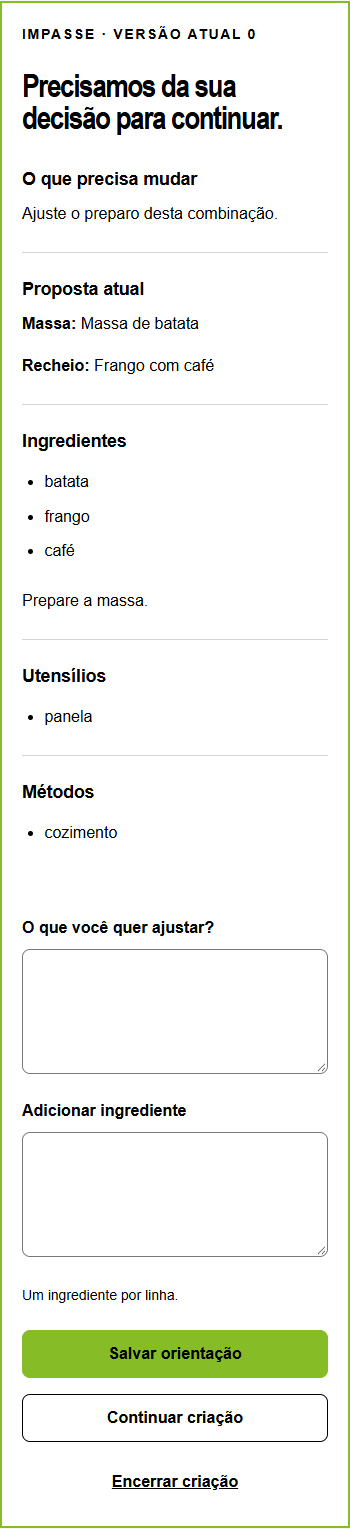 IMPASSE · VERSÃO ATUAL 0
Precisamos da sua
decisão para continuar.
O que precisa mudar
Ajuste o preparo desta combinação.
Proposta atual
Massa: Massa de batata
Recheio: Frango com café
Ingredientes
• batata
• frango
• café
Prepare a massa.
Utensílios
• panela
Métodos
• cozimento
O que você quer ajustar?
Adicionar ingrediente
Um ingrediente por linha.
Salvar orientação
Continuar criação
Encerrar criação